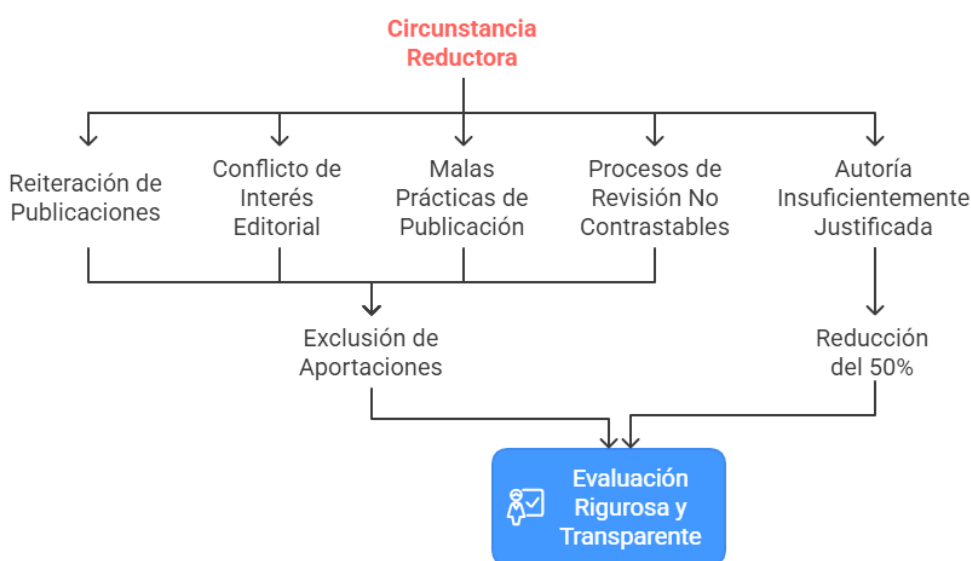 Circunstancia
Reductora
Reiteración de
Publicaciones
Conflicto de
Interés
Editorial
Malas
Prácticas de
Publicación
Procesos de
Revisión No
Contrastables
Autoría
Insuficientemente
Justificada
Exclusión de
Aportaciones
Reducción
del 50%
Evaluación
Rigurosa y
Transparente